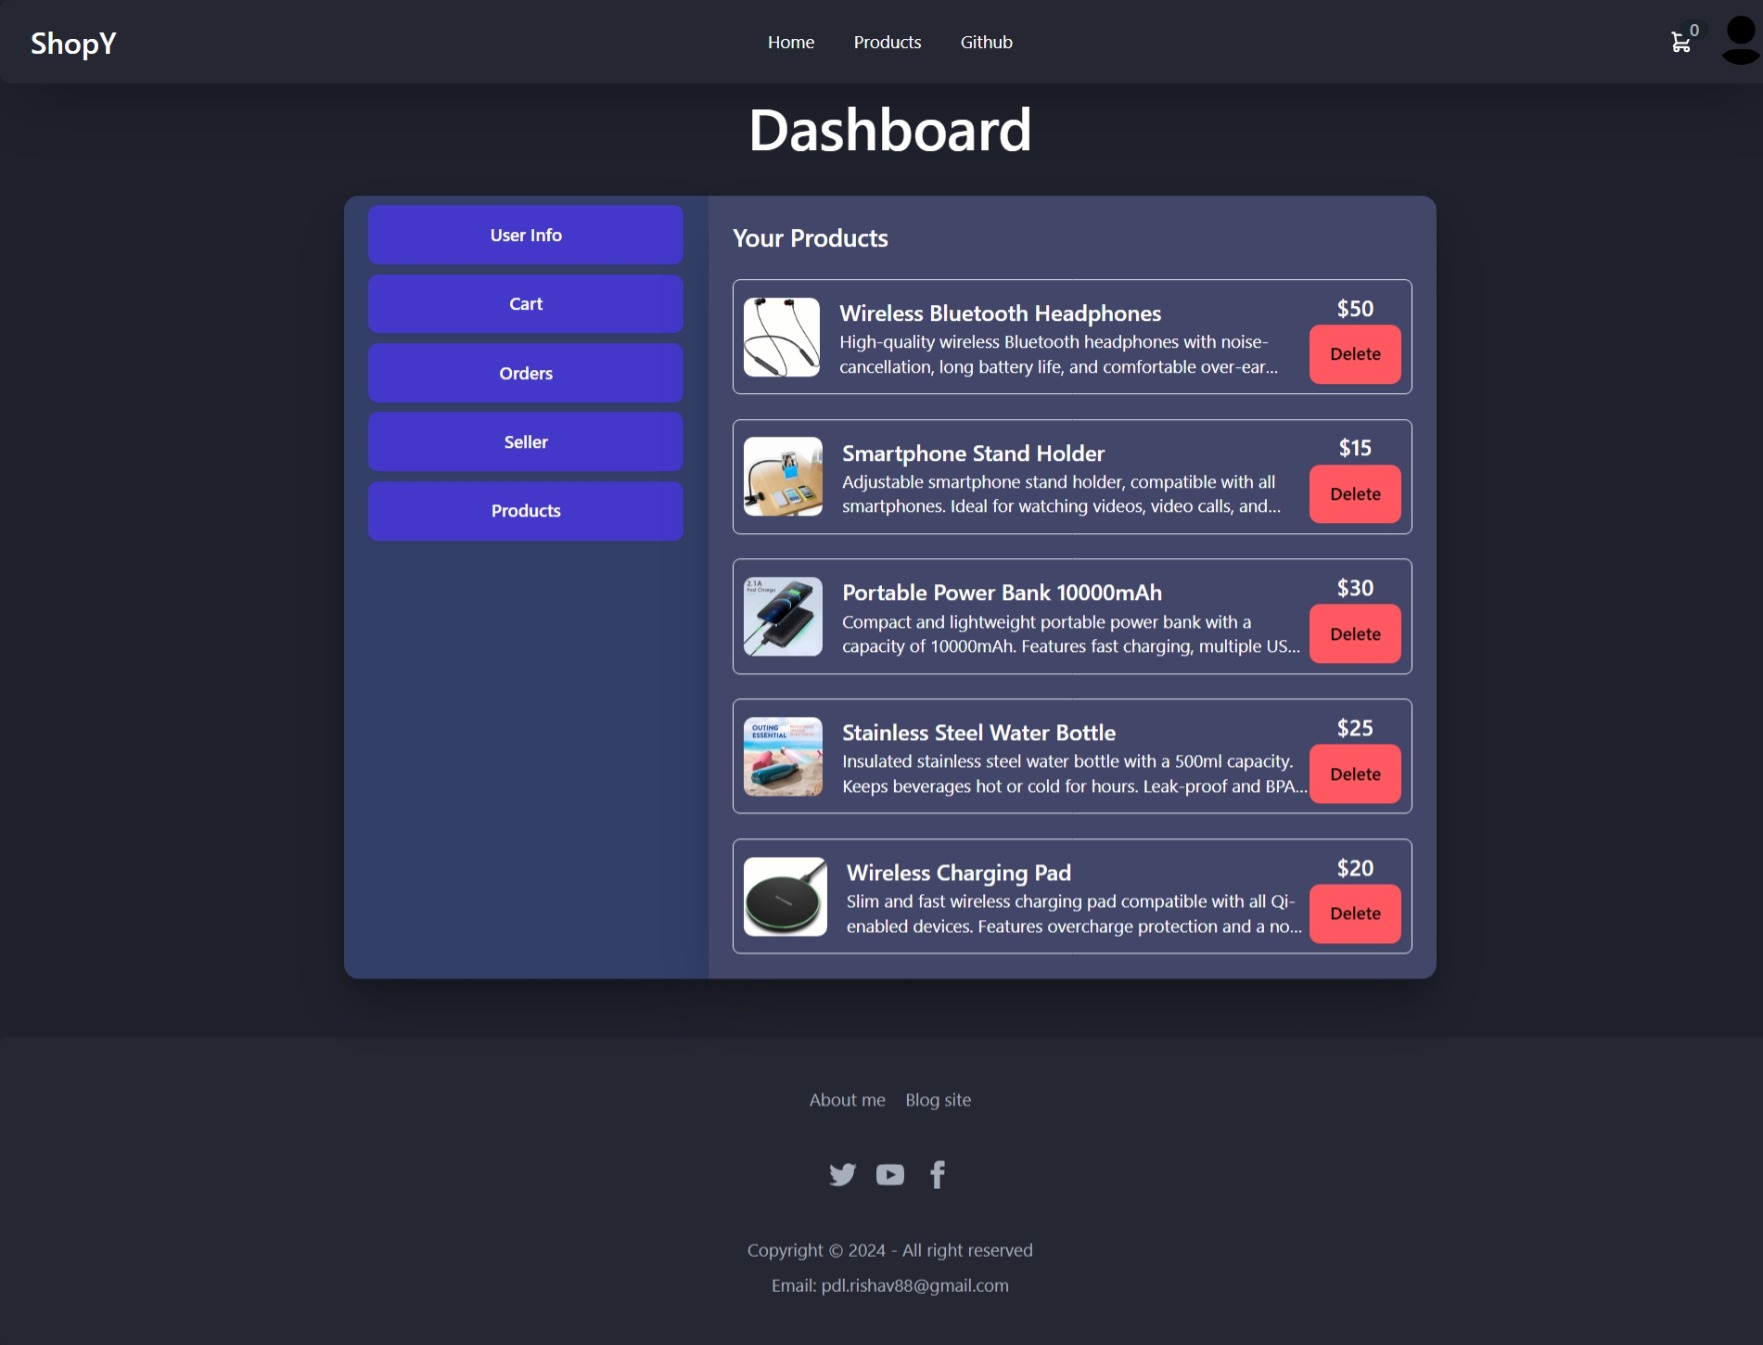 ShopY
Home
Products
Github
0
Dashboard
User Info
Cart
Orders
Seller
Products
Your Products
Wireless Bluetooth Headphones
High-quality wireless Bluetooth headphones with noise-
cancellation, long battery life, and comfortable over-ear...
$50
Delete
Smartphone Stand Holder
Adjustable smartphone stand holder, compatible with all
smartphones. Ideal for watching videos, video calls, and...
$15
Delete
2.1A
Fast Charge
Portable Power Bank 10000mAh
Compact and lightweight portable power bank with a
capacity of 10000mAh. Features fast charging, multiple US...
$30
Delete
OUTING
ESSENTIAL
Stainless Steel Water Bottle
Insulated stainless steel water bottle with a 500ml capacity.
Keeps beverages hot or cold for hours. Leak-proof and BPA...
$25
Delete
Wireless Charging Pad
Slim and fast wireless charging pad compatible with all Qi-
enabled devices. Features overcharge protection and a no...
$20
Delete
About me
Blog site
Copyright © 2024 - All right reserved
Email: pdl.rishav88@gmail.com